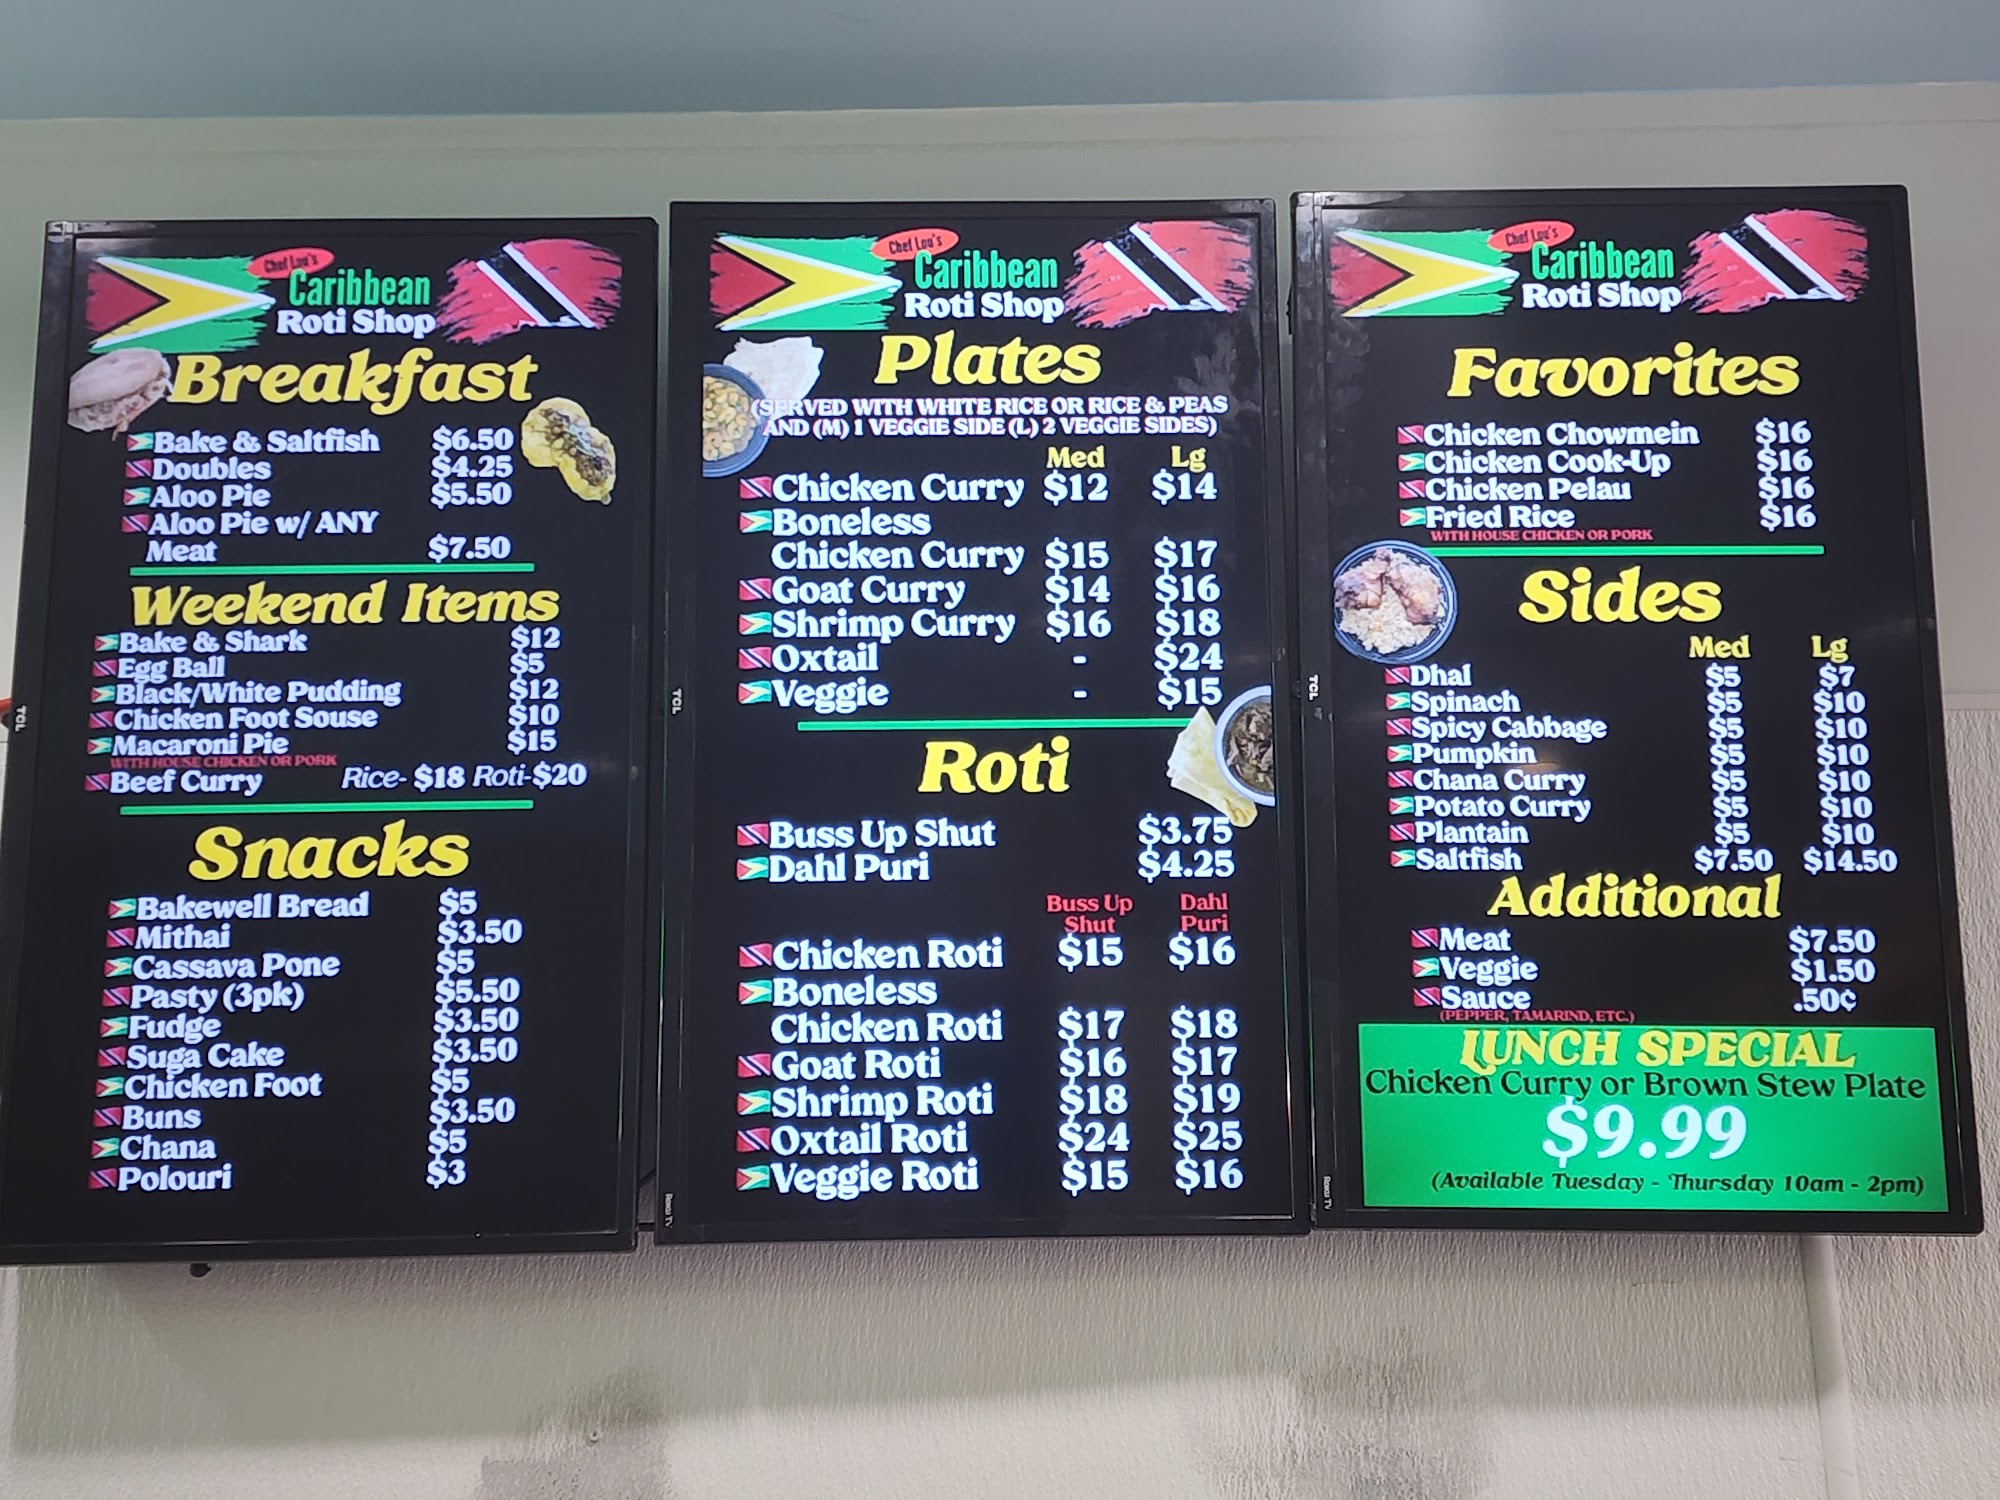 Chef Lou's
Caribbean
Roti Shop
Breakfast
Bake & Saltfish $6.50
Doubles $4.25
Aloo Pie $5.50
Aloo Pie w/ ANY
Meat $7.50
Weekend Items
Bake & Shark $12
Egg Ball $5
Black/White Pudding $12
Chicken Foot Souse $10
Macaroni Pie $15
WITH HOUSE CHICKEN OR PORK
Beef Curry Rice- $18 Roti-$20
Snacks
Bakewell Bread $5
Mithai $3.50
Cassava Pone $5
Pasty (3pk) $5.50
Fudge $3.50
Suga Cake $3.50
Chicken Foot $5
Buns $3.50
Chana $5
Polouri $3
TCL
Chef Lou's
Caribbean
Roti Shop
Plates
(SERVED WITH WHITE RICE OR RICE & PEAS
AND (M) 1 VEGGIE SIDE (L) 2 VEGGIE SIDES)
Med Lg
Chicken Curry $12 $14
Boneless
Chicken Curry $15 $17
Goat Curry $14 $16
Shrimp Curry $16 $18
Oxtail - $24
Veggie - $15
Roti
Buss Up Shut $3.75
Dahl Puri $4.25
Buss Up Dahl
Shut Puri
Chicken Roti $15 $16
Boneless
Chicken Roti $17 $18
Goat Roti $16 $17
Shrimp Roti $18 $19
Oxtail Roti $24 $25
Veggie Roti $15 $16
TCL
Roku TV
Chef Lou's
Caribbean
Roti Shop
Favorites
Chicken Chowmein $16
Chicken Cook-Up $16
Chicken Pelau $16
Fried Rice $16
WITH HOUSE CHICKEN OR PORK
Sides
Med Lg
Dhal $5 $7
Spinach $5 $10
Spicy Cabbage $5 $10
Pumpkin $5 $10
Chana Curry $5 $10
Potato Curry $5 $10
Plantain $5 $10
Saltfish $7.50 $14.50
Additional
Meat $7.50
Veggie $1.50
Sauce .50¢
(PEPPER, TAMARIND, ETC.)
LUNCH SPECIAL
Chicken Curry or Brown Stew Plate
$9.99
(Available Tuesday - Thursday 10am - 2pm)
TCL
Roku TV